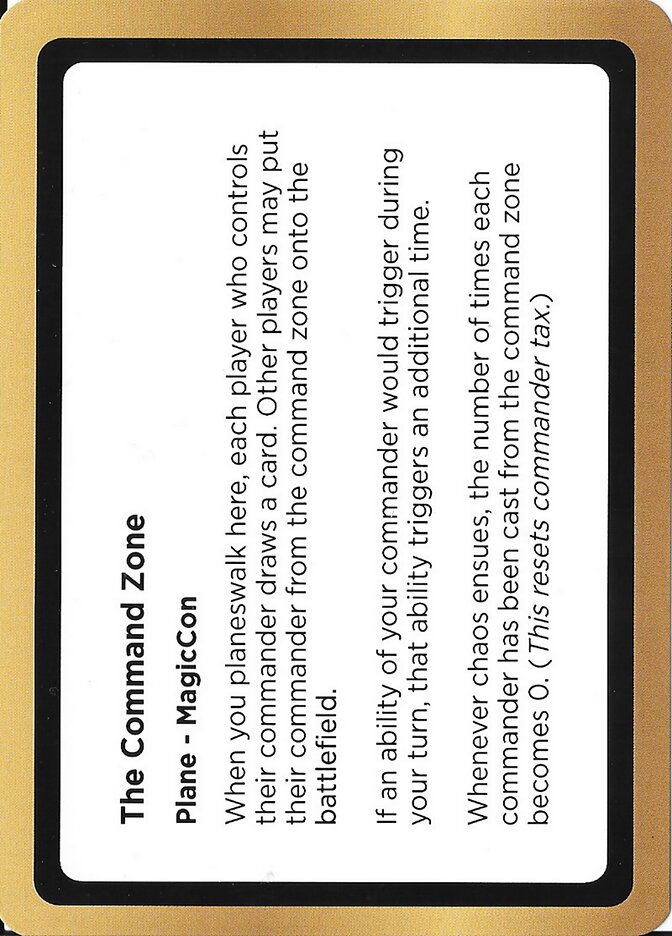 The Command Zone
Plane - MagicCon
When you planeswalk here, each player who controls
their commander draws a card. Other players may put
their commander from the command zone onto the
battlefield.
If an ability of your commander would trigger during
your turn, that ability triggers an additional time.
Whenever chaos ensues, the number of times each
commander has been cast from the command zone
becomes 0. (This resets commander tax.)